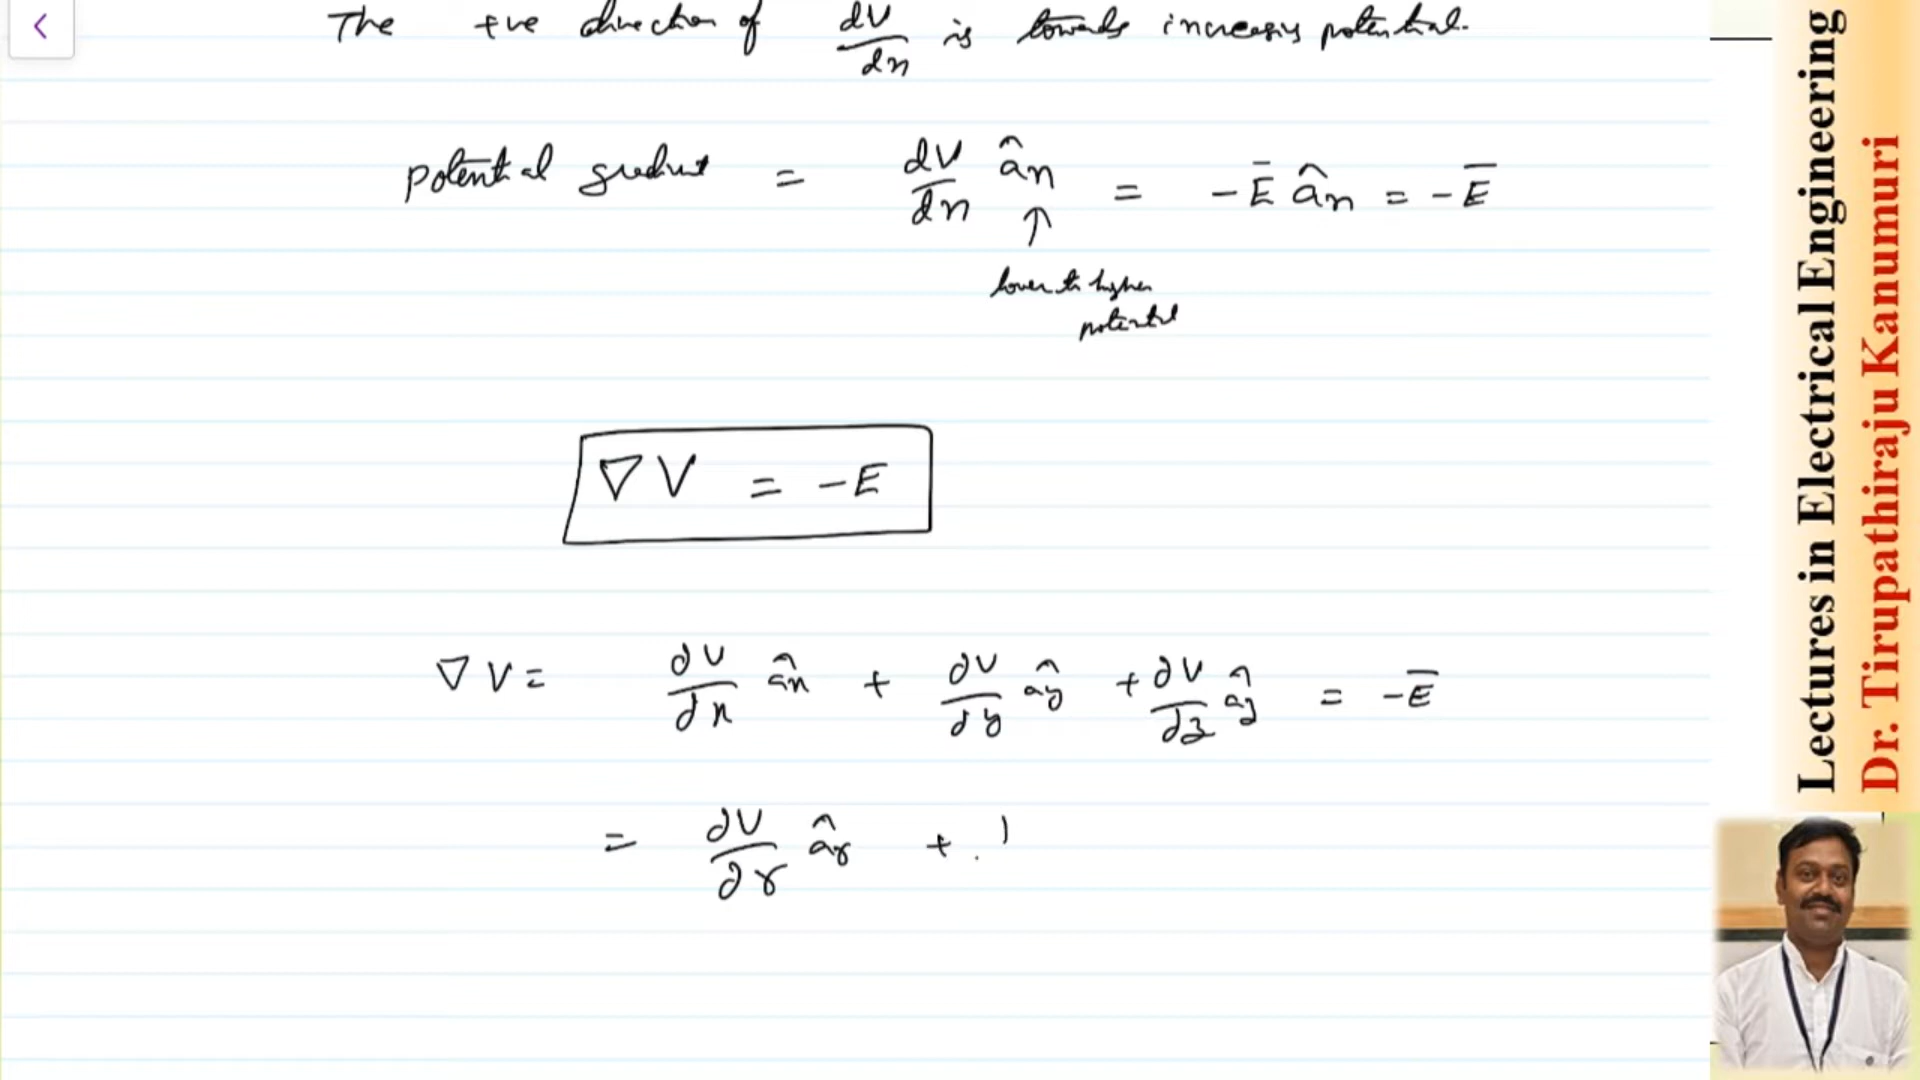 The +ve direction of dV/dn is towards increasing potential.
potential gradient = dV/dn ân = -Ē ân = -Ē
↑
lower to higher
potential
∇V = -E
∇V = ∂V/∂x âx + ∂V/∂y ây + ∂V/∂z âz = -Ē
= ∂V/∂r âr +
Lectures in Electrical Engineering
Dr. Tirupathiraju Kanumuri